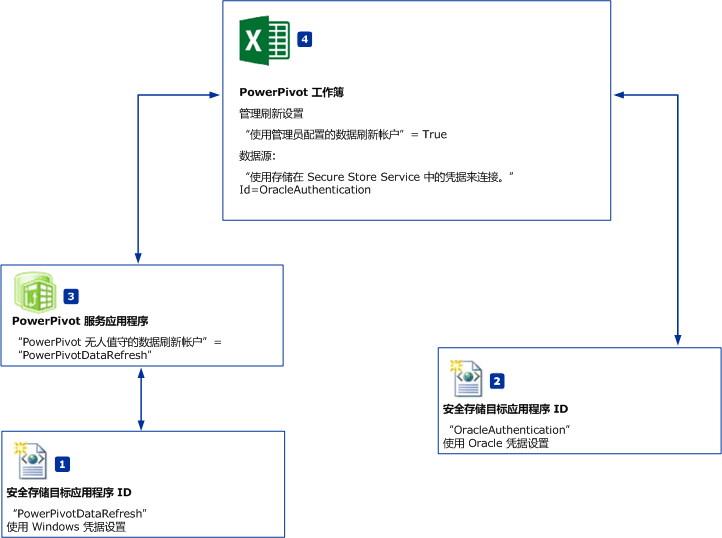 4
PowerPivot 工作簿
管理刷新设置
“使用管理员配置的数据刷新帐户”= True
数据源:
“使用存储在 Secure Store Service 中的凭据来连接。”
Id=OracleAuthentication
3
PowerPivot 服务应用程序
“PowerPivot 无人值守的数据刷新帐户”=
“PowerPivotDataRefresh”
2
安全存储目标应用程序 ID
“OracleAuthentication”
使用 Oracle 凭据设置
1
安全存储目标应用程序 ID
“PowerPivotDataRefresh”
使用 Windows 凭据设置